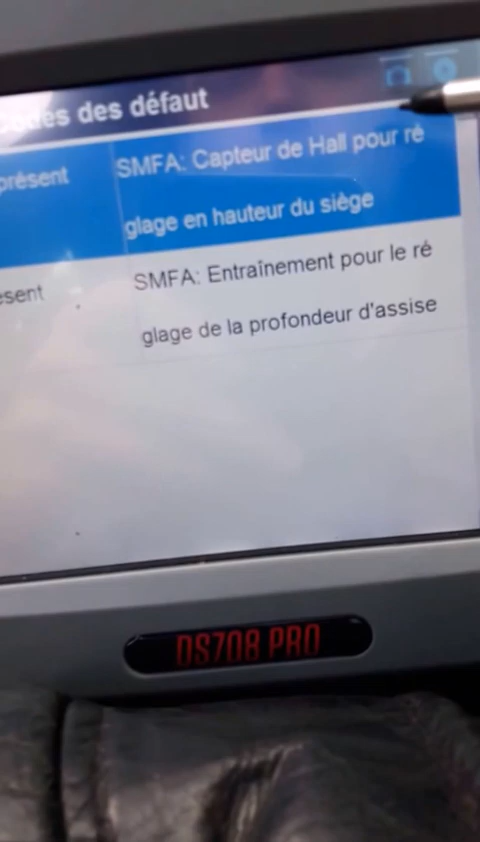 des défaut
présent
SMFA: Capteur de Hall pour ré
glage en hauteur du siège
SMFA: Entraînement pour le ré
glage de la profondeur d'assise
DS708 PRO